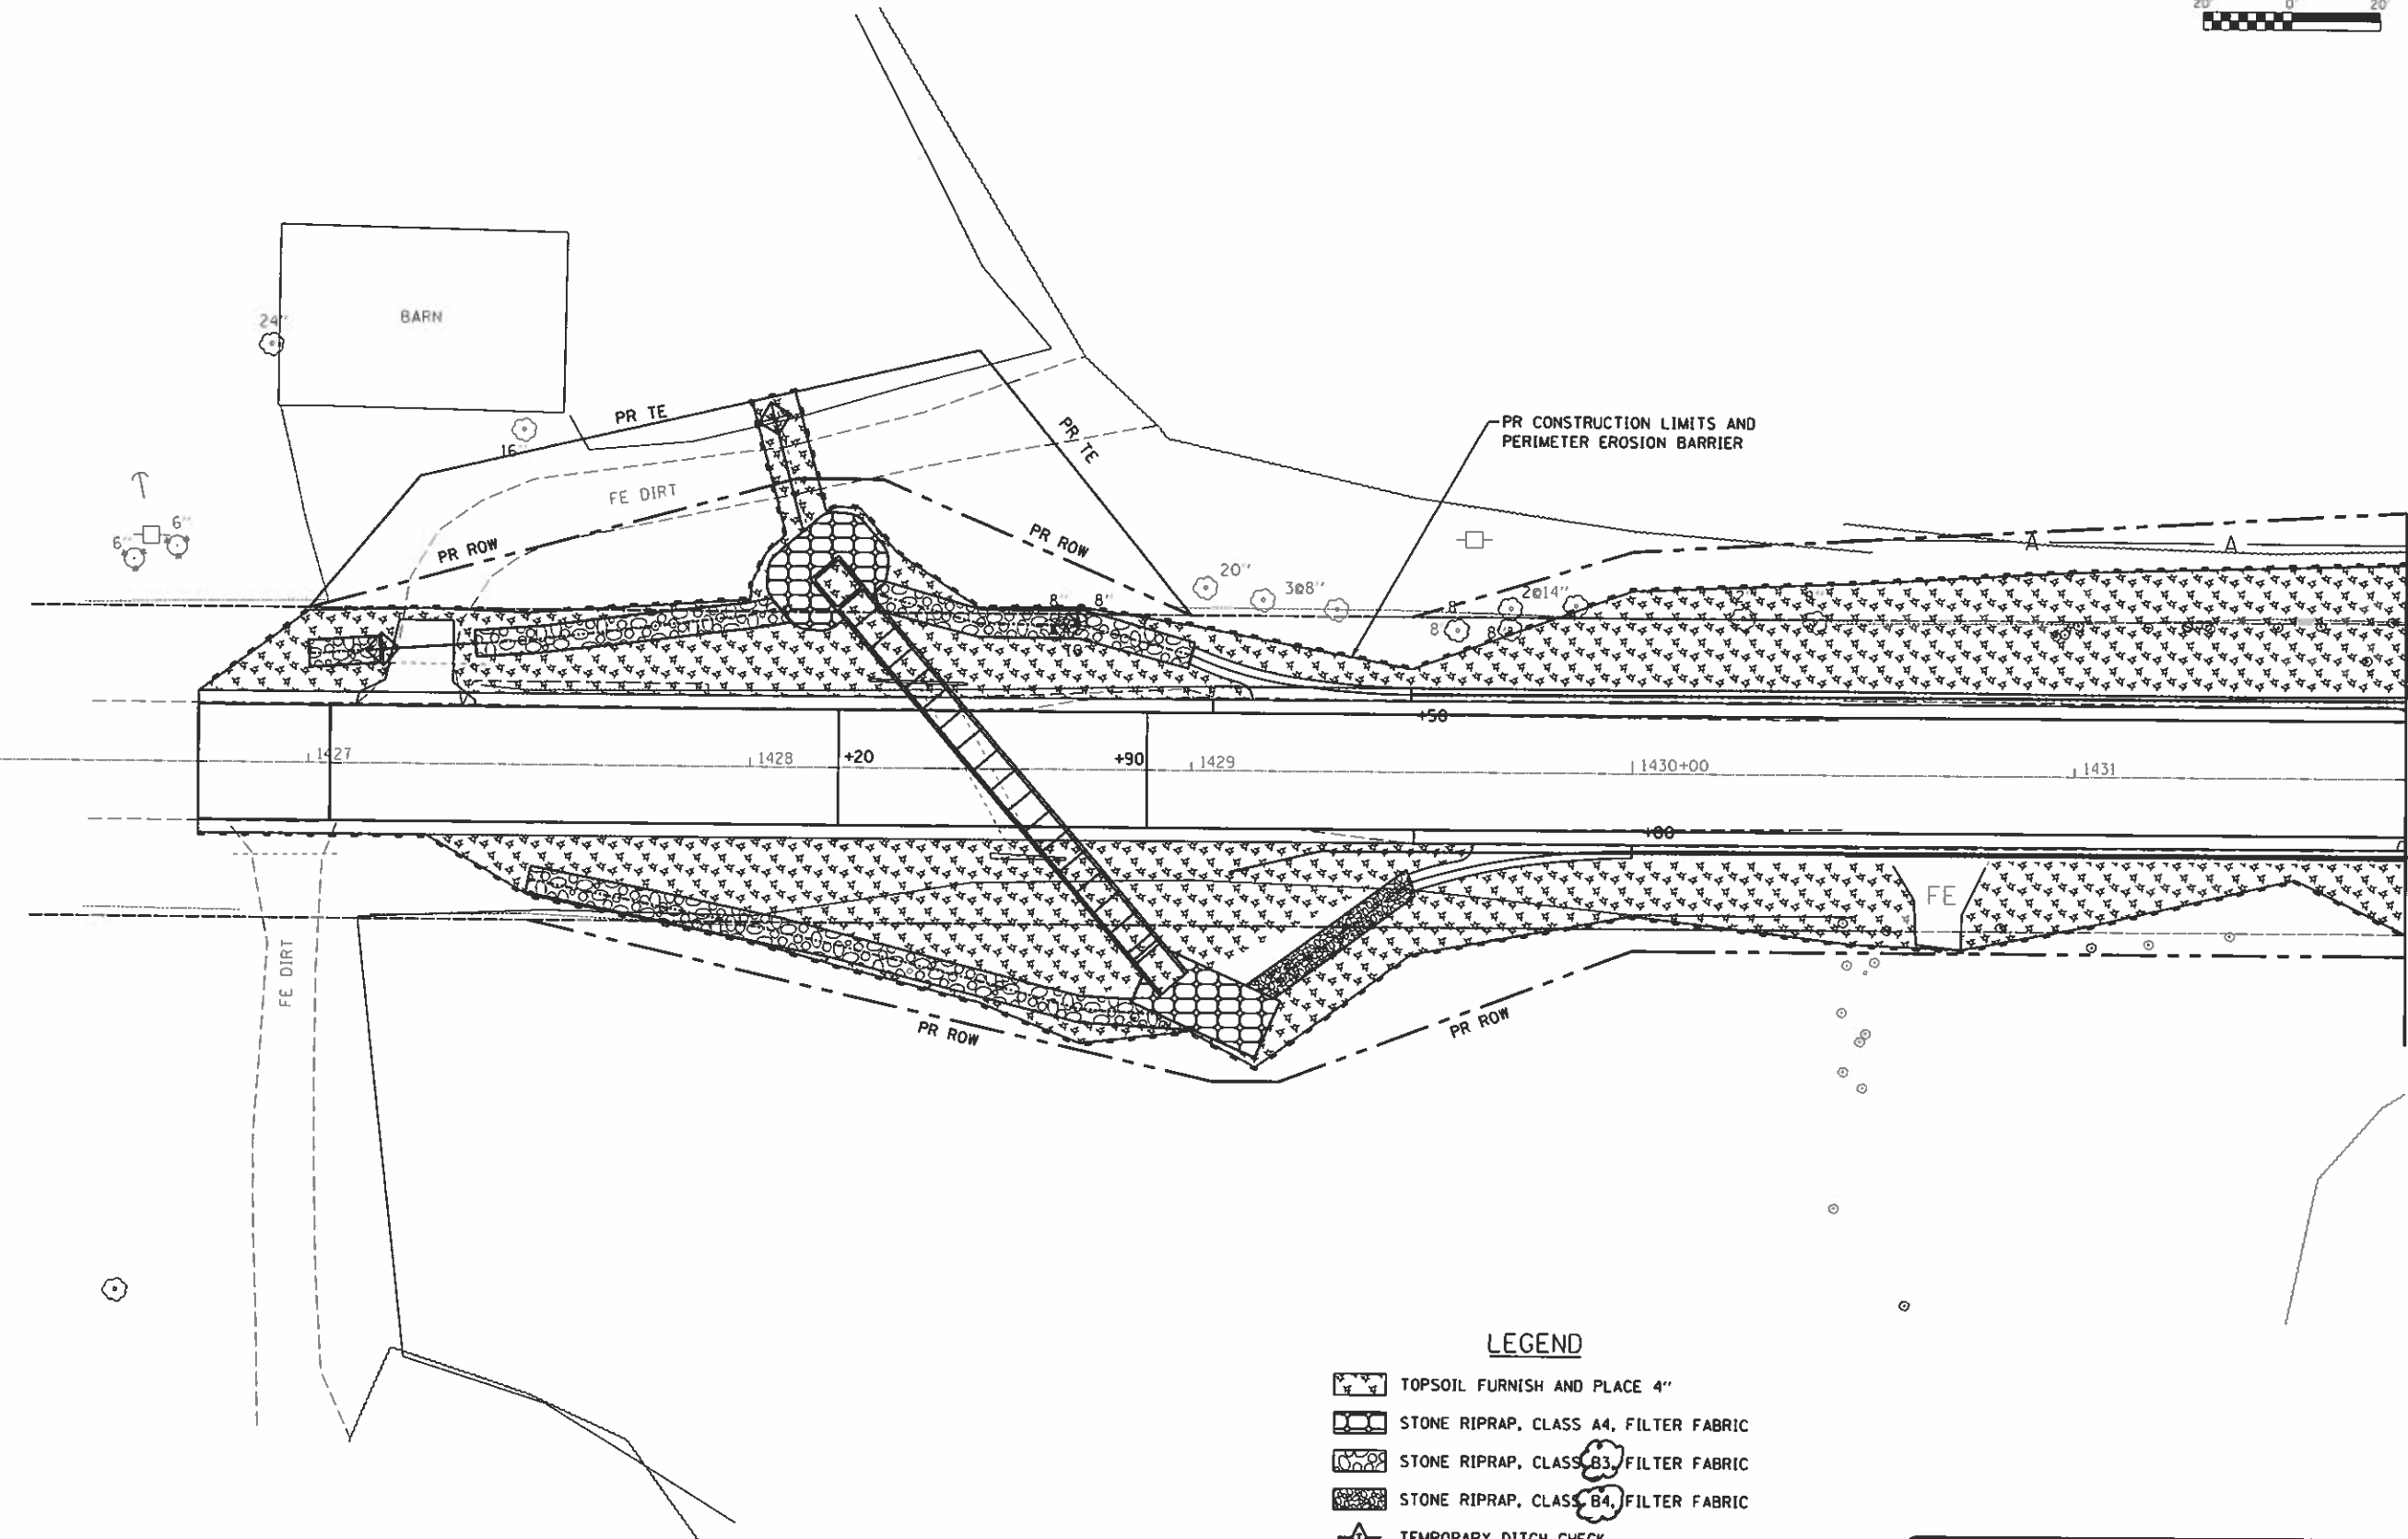 20' 0' 20'
24"
BARN
PR TE
16"
PR TE
PR CONSTRUCTION LIMITS AND
PERIMETER EROSION BARRIER
FE DIRT
6"
6"
PR ROW
PR ROW
20"
3@8"
2@14"
8"
8"
8
8
10
A
A
+50
1427
1428
+20
+90
1429
1430+00
1431
+00
FE
FE DIRT
PR ROW
PR ROW
LEGEND
TOPSOIL FURNISH AND PLACE 4"
STONE RIPRAP, CLASS A4, FILTER FABRIC
STONE RIPRAP, CLASS B3, FILTER FABRIC
STONE RIPRAP, CLASS B4, FILTER FABRIC
TEMPORARY DITCH CHECK